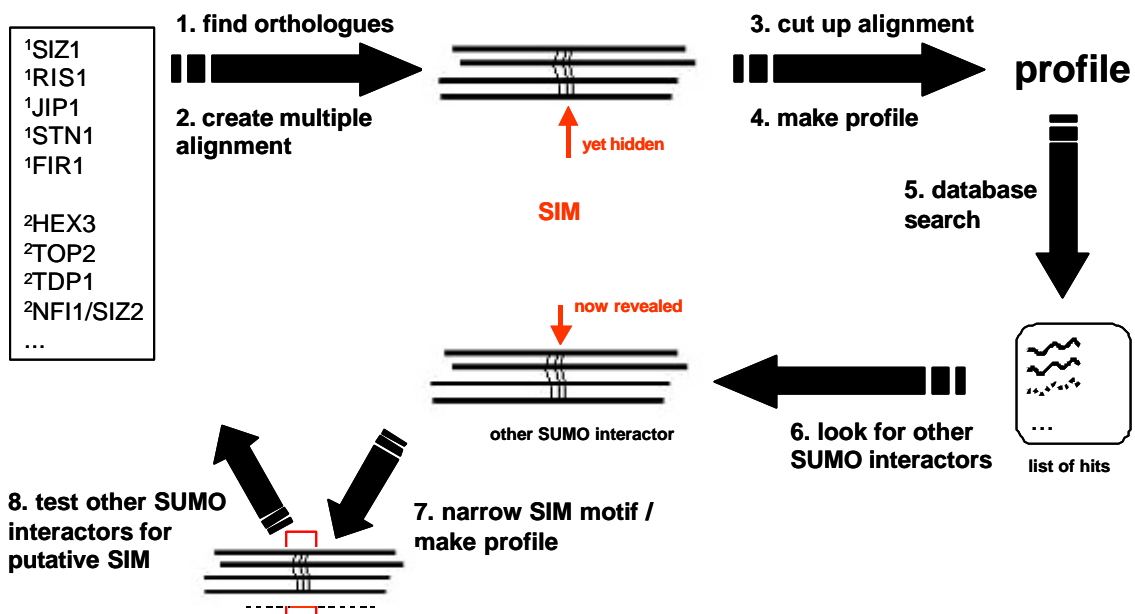 ¹SIZ1
¹RIS1
¹JIP1
¹STN1
¹FIR1
²HEX3
²TOP2
²TDP1
²NFI1/SIZ2
...
1. find orthologues
2. create multiple
alignment
yet hidden
SIM
3. cut up alignment
4. make profile
profile
5. database
search
...
list of hits
6. look for other
SUMO interactors
now revealed
other SUMO interactor
7. narrow SIM motif /
make profile
8. test other SUMO
interactors for
putative SIM